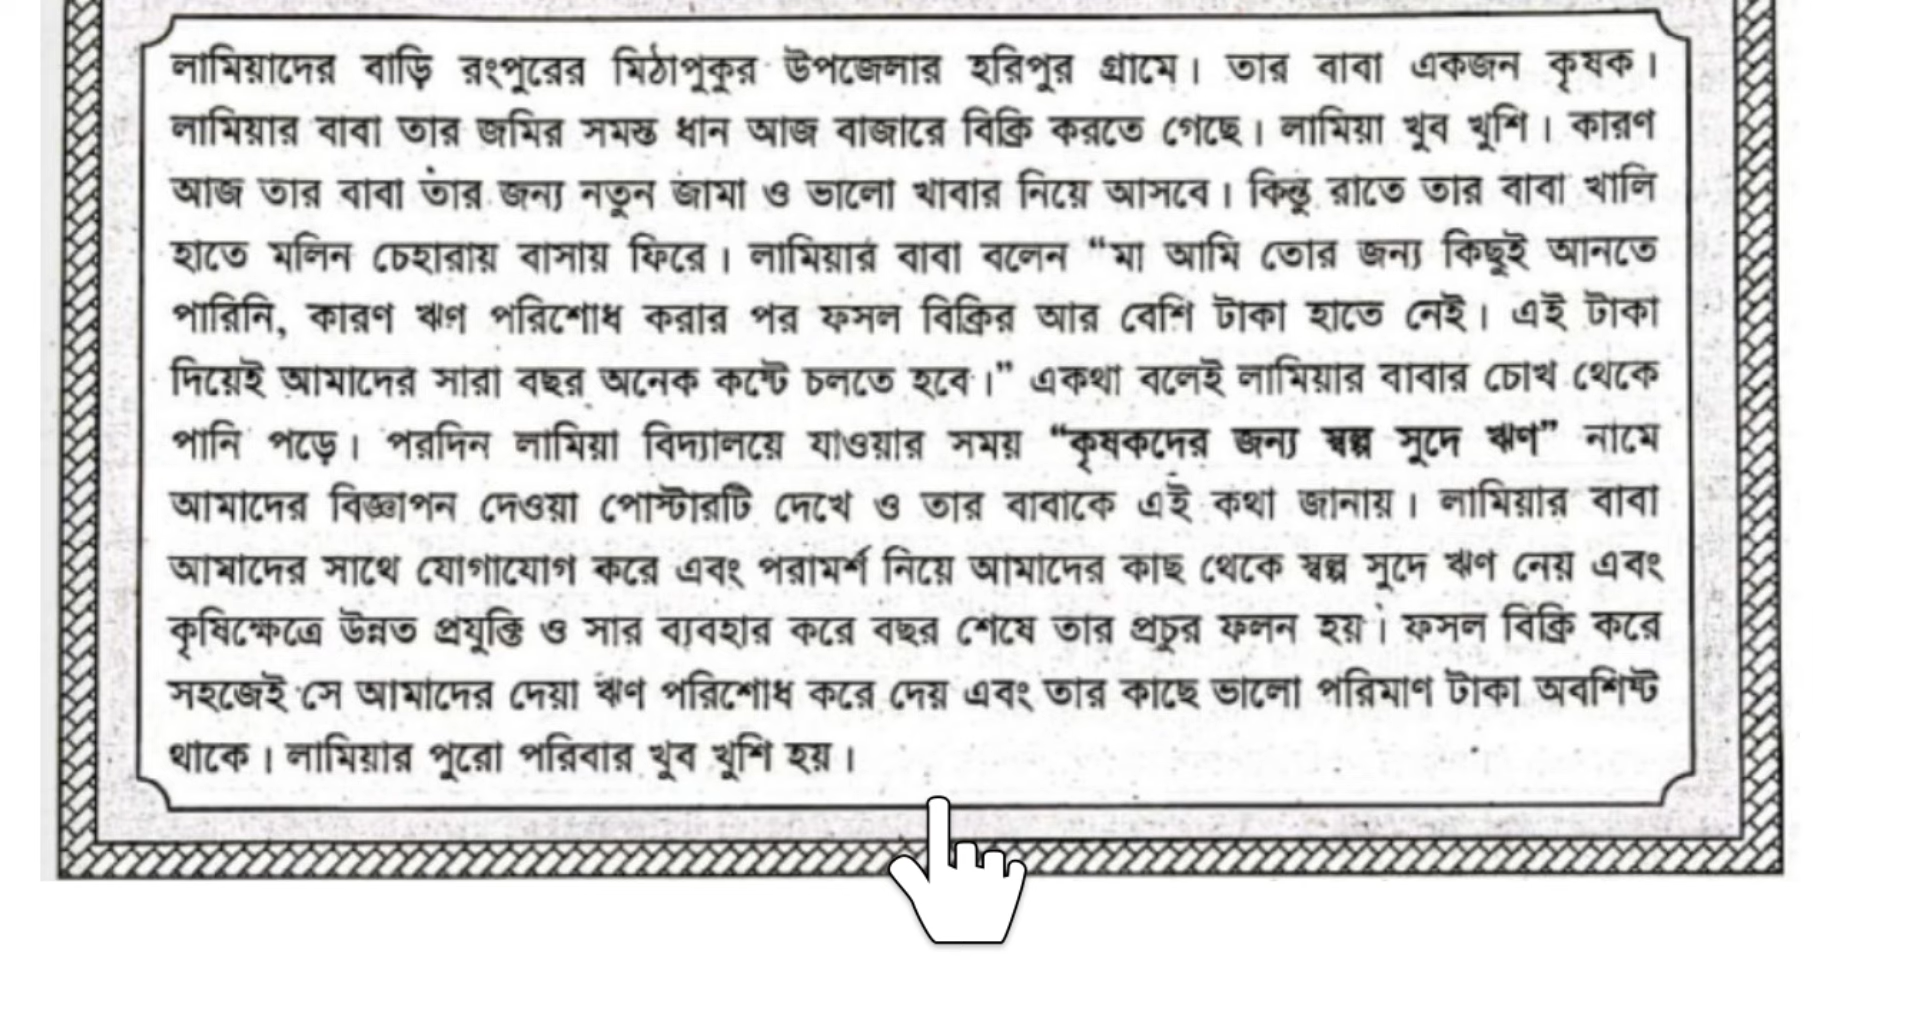 লামিয়াদের বাড়ি রংপুরের মিঠাপুকুর উপজেলার হরিপুর গ্রামে। তার বাবা একজন কৃষক।
লামিয়ার বাবা তার জমির সমস্ত ধান আজ বাজারে বিক্রি করতে গেছে। লামিয়া খুব খুশি। কারণ
আজ তার বাবা তার জন্য নতুন জামা ও ভালো খাবার নিয়ে আসবে। কিন্তু রাতে তার বাবা খালি
হাতে মলিন চেহারায় বাসায় ফিরে। লামিয়ার বাবা বলেন “মা আমি তোর জন্য কিছুই আনতে
পারিনি, কারণ ঋণ পরিশোধ করার পর ফসল বিক্রির আর বেশি টাকা হাতে নেই। এই টাকা
দিয়েই আমাদের সারা বছর অনেক কষ্টে চলতে হবে।” একথা বলেই লামিয়ার বাবার চোখ থেকে
পানি পড়ে। পরদিন লামিয়া বিদ্যালয়ে যাওয়ার সময় “কৃষকদের জন্য স্বল্প সুদে ঋণ” নামে
আমাদের বিজ্ঞাপন দেওয়া পোস্টারটি দেখে ও তার বাবাকে এই কথা জানায়। লামিয়ার বাবা
আমাদের সাথে যোগাযোগ করে এবং পরামর্শ নিয়ে আমাদের কাছ থেকে স্বল্প সুদে ঋণ নেয় এবং
কৃষিক্ষেত্রে উন্নত প্রযুক্তি ও সার ব্যবহার করে বছর শেষে তার প্রচুর ফলন হয়। ফসল বিক্রি করে
সহজেই সে আমাদের দেয়া ঋণ পরিশোধ করে দেয় এবং তার কাছে ভালো পরিমাণ টাকা অবশিষ্ট
থাকে। লামিয়ার পুরো পরিবার খুব খুশি হয়।